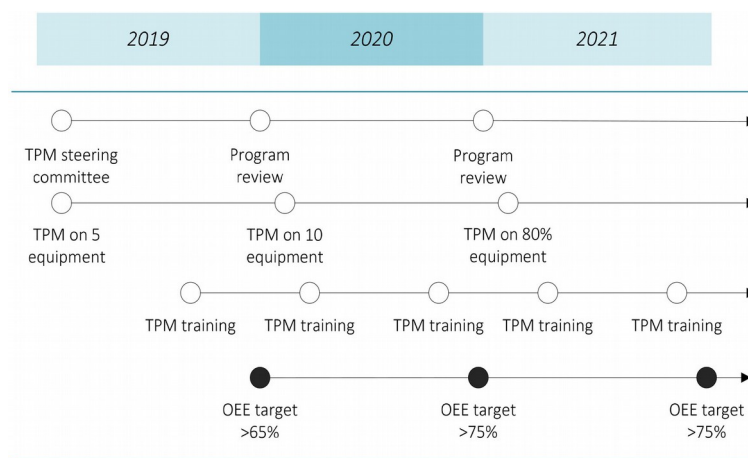 2019 2020 2021
TPM steering
committee
Program
review
Program
review
TPM on 5
equipment
TPM on 10
equipment
TPM on 80%
equipment
TPM training TPM training TPM training TPM training TPM training
OEE target
>65%
OEE target
>75%
OEE target
>75%